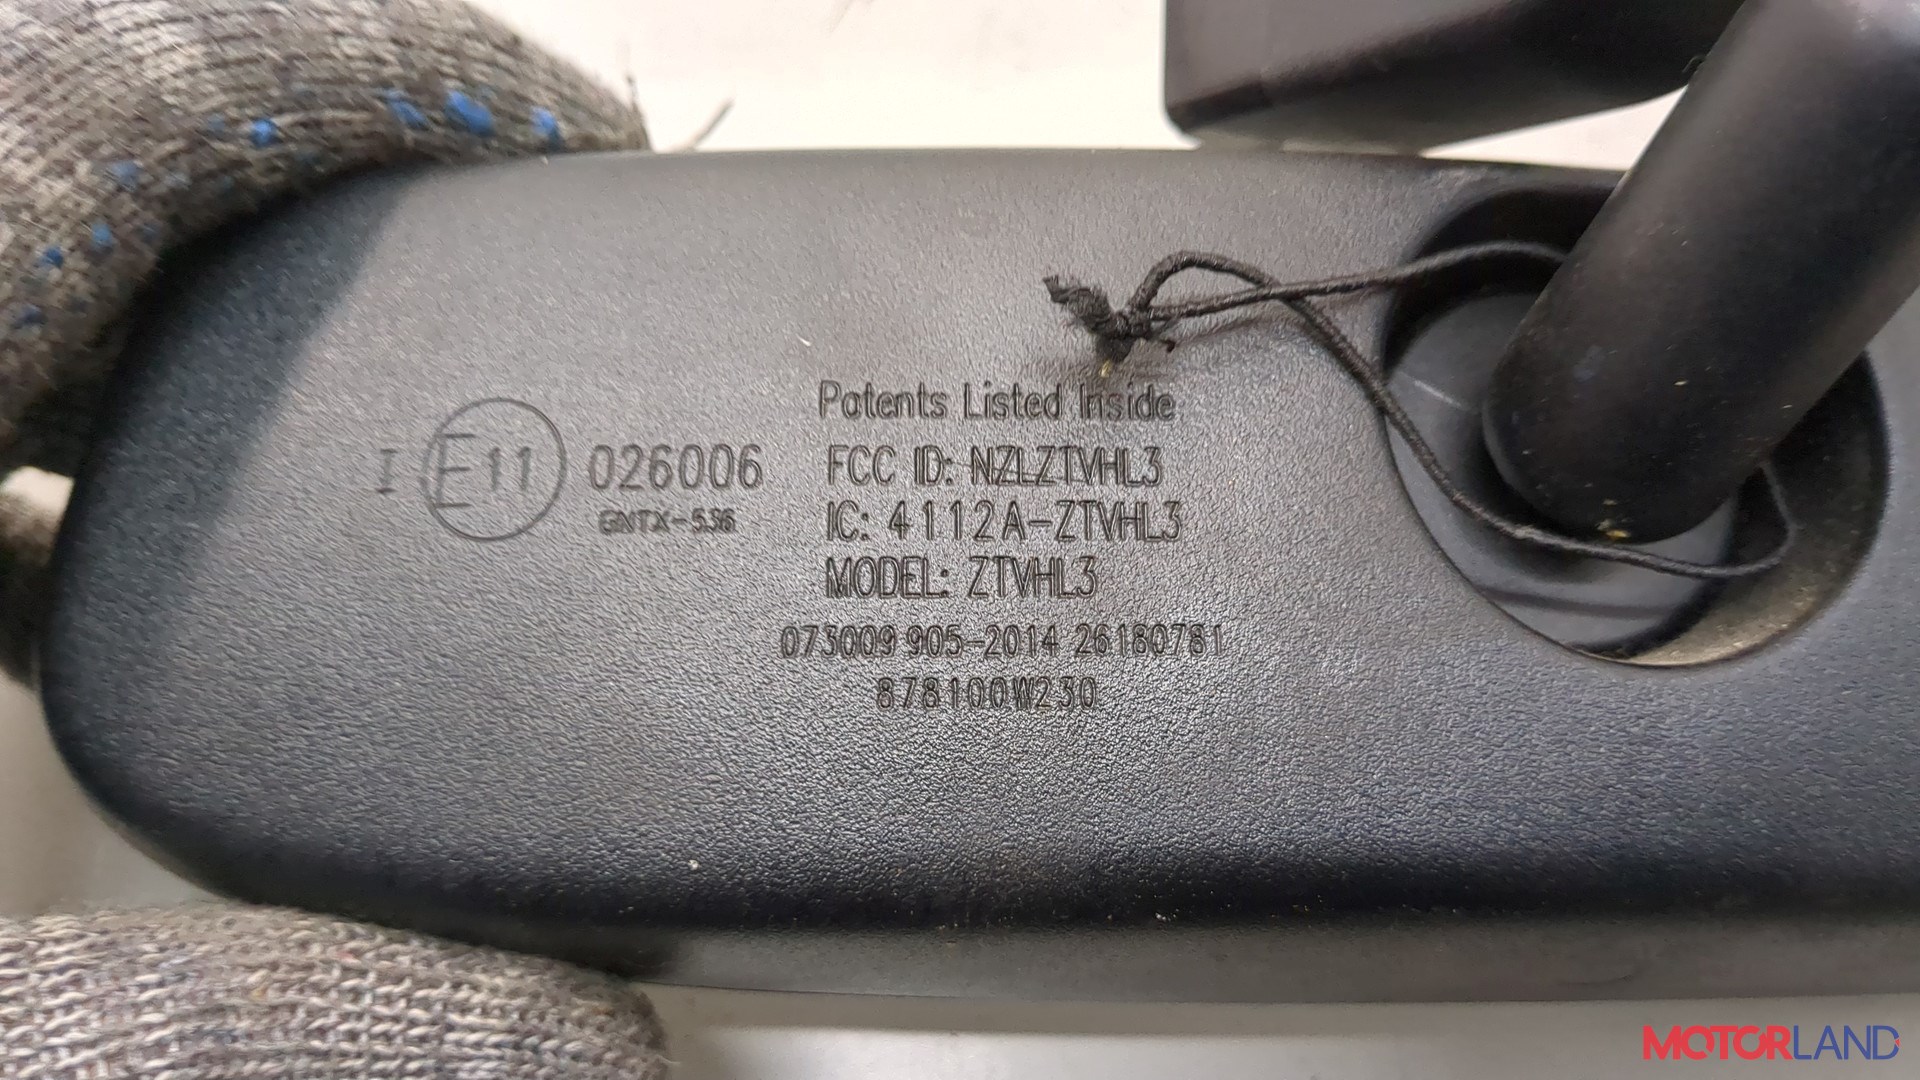 Patents Listed Inside
I E11 026006
GNTX-536
FCC ID: NZLZTVHL3
IC: 4112A-ZTVHL3
MODEL: ZTVHL3
073009 905-2014 26180781
878100W230
MOTORLAND